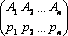 A₁ A₂ ... Aₙ
p₁ p₂ ... pₙ